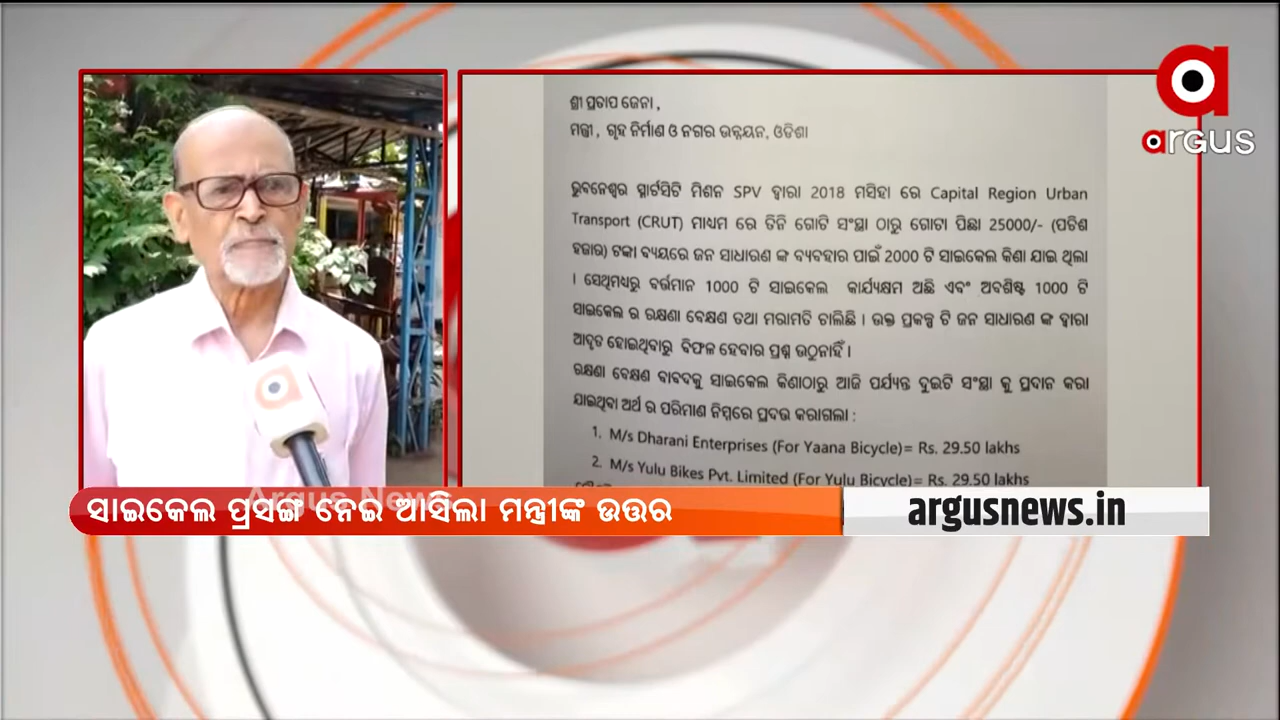 argus
ଶ୍ରୀ ପ୍ରତାପ ଜେନା,
ମନ୍ତ୍ରୀ, ଗୃହ ନିର୍ମାଣ ଓ ନଗର ଉନ୍ନୟନ, ଓଡିଶା
ଭୁବନେଶ୍ୱର ସ୍ମାର୍ଟସିଟି ମିଶନ SPV ଦ୍ୱାରା 2018 ମସିହା ରେ Capital Region Urban
Transport (CRUT) ମାଧ୍ୟମ ରେ ତିନି ଗୋଟି ସଂସ୍ଥା ଠାରୁ ଗୋଟା ପିଛା 25000/- (ପଚିଶ
ହଜାର) ଟଙ୍କା ବ୍ୟୟରେ ଜନ ସାଧାରଣ ଙ୍କ ବ୍ୟବହାର ପାଇଁ 2000 ଟି ସାଇକେଲ କିଣା ଯାଇ ଥିଲା
। ସେଥିମଧ୍ୟରୁ ବର୍ତ୍ତମାନ 1000 ଟି ସାଇକେଲ କାର୍ଯ୍ୟକ୍ଷମ ଅଛି ଏବଂ ଅବଶିଷ୍ଟ 1000 ଟି
ସାଇକେଲ ର ରକ୍ଷଣା ବେକ୍ଷଣ ତଥା ମରାମତି ଚାଲିଛି । ଉକ୍ତ ପ୍ରକଳ୍ପ ଟି ଜନ ସାଧାରଣ ଙ୍କ ଦ୍ୱାରା
ଆଦୃତ ହୋଇଥିବାରୁ ବିଫଳ ହେବାର ପ୍ରଶ୍ନ ଉଠୁନାହିଁ ।
ରକ୍ଷଣା ବେକ୍ଷଣ ବାବଦକୁ ସାଇକେଲ କିଣାଠାରୁ ଆଜି ପର୍ଯ୍ୟନ୍ତ ଦୁଇଟି ସଂସ୍ଥା କୁ ପ୍ରଦାନ କରା
ଯାଇଥିବା ଅର୍ଥ ର ପରିମାଣ ନିମ୍ନରେ ପ୍ରଦତ୍ତ କରାଗଲା :
1. M/s Dharani Enterprises (For Yaana Bicycle)= Rs. 29.50 lakhs
2. M/s Yulu Bikes Pvt. Limited (For Yulu Bicycle)= Rs. 29.50 lakhs
Argus News
ସାଇକେଲ ପ୍ରସଙ୍ଗ ନେଇ ଆସିଲା ମନ୍ତ୍ରୀଙ୍କ ଉତ୍ତର
argusnews.in